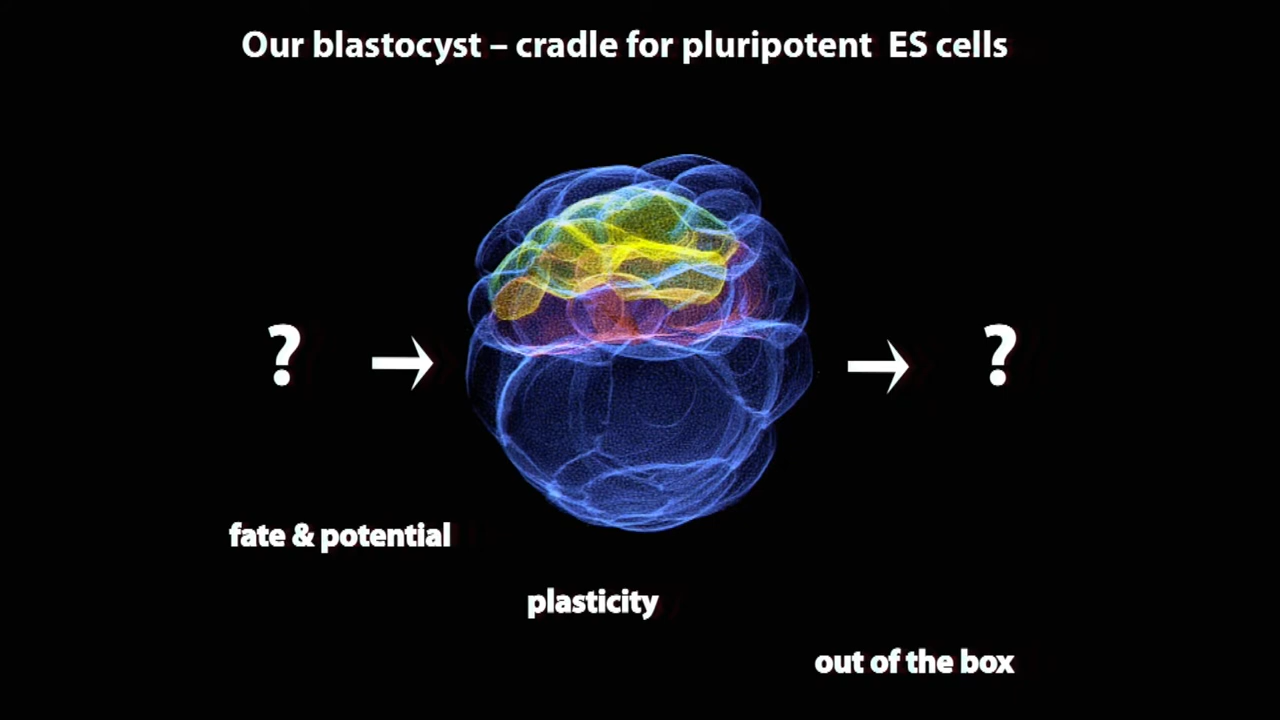 Our blastocyst – cradle for pluripotent ES cells
? → → ?
fate & potential
plasticity
out of the box